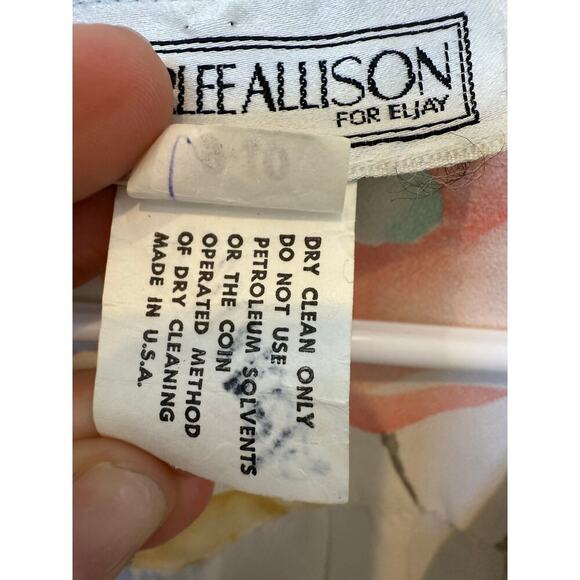 LEE ALLISON
FOR ELJAY
10
DRY CLEAN ONLY
DO NOT USE
PETROLEUM SOLVENTS
OR THE COIN
OPERATED METHOD
OF DRY CLEANING
MADE IN U.S.A.